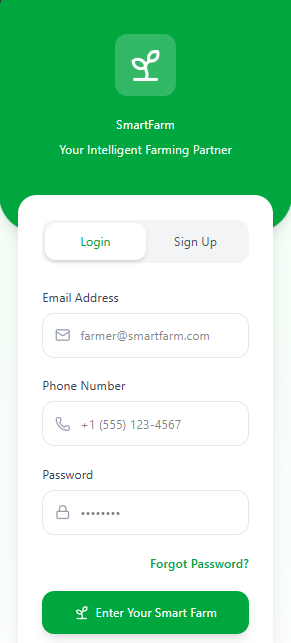 SmartFarm
Your Intelligent Farming Partner
Login
Sign Up
Email Address
farmer@smartfarm.com
Phone Number
+1 (555) 123-4567
Password
••••••••
Forgot Password?
Enter Your Smart Farm